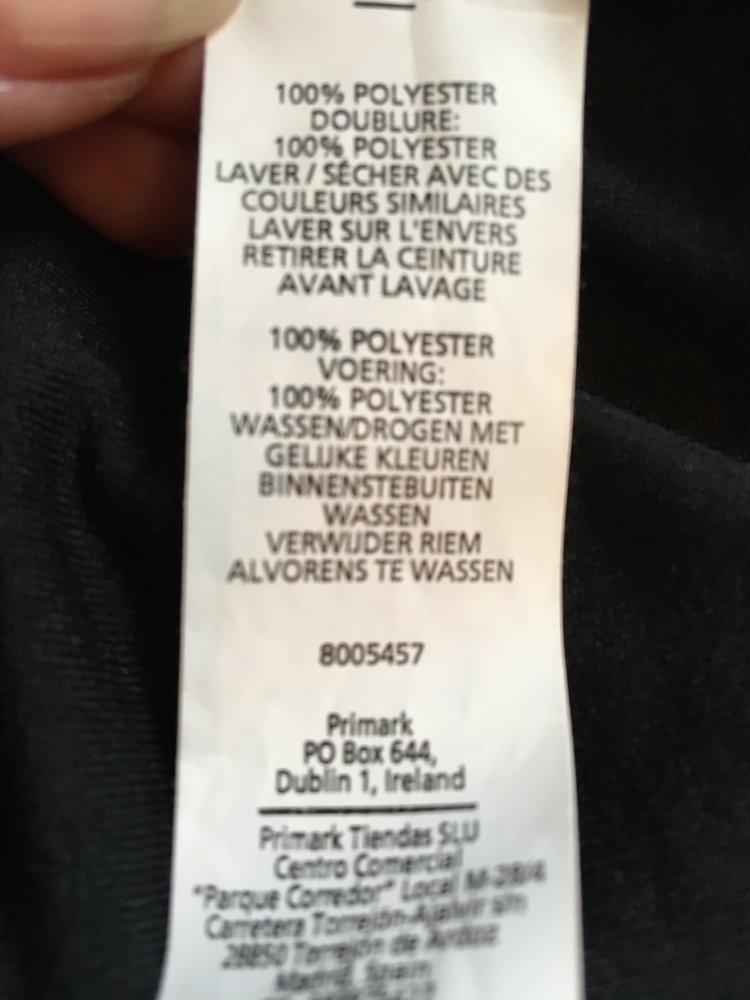 100% POLYESTER
DOUBLURE:
100% POLYESTER
LAVER / SÉCHER AVEC DES
COULEURS SIMILAIRES
LAVER SUR L'ENVERS
RETIRER LA CEINTURE
AVANT LAVAGE
100% POLYESTER
VOERING:
100% POLYESTER
WASSEN/DROGEN MET
GELIJKE KLEUREN
BINNENSTEBUITEN
WASSEN
VERWIJDER RIEM
ALVORENS TE WASSEN
8005457
Primark
PO Box 644,
Dublin 1, Ireland
Primark Tiendas SLU
Centro Comercial
"Parque Corredor" Local M-28/4
Carretera Torrejón-Ajalvir s/n
28850 Torrejón de Ardoz
Madrid, Spain